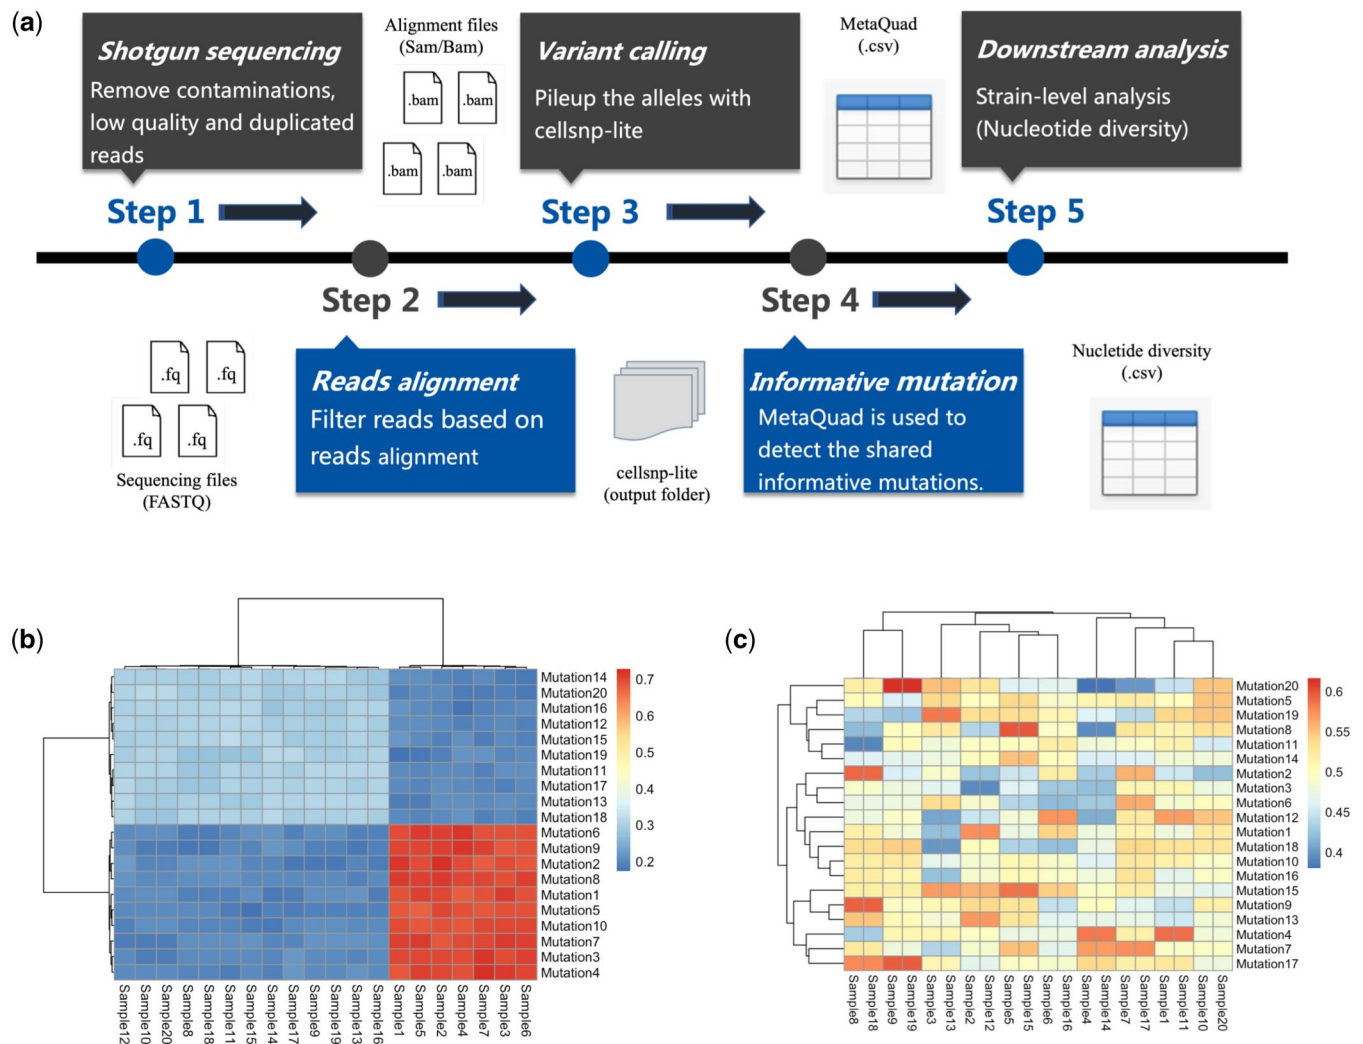 (a)
Shotgun sequencing
Remove contaminations,
low quality and duplicated
reads
Alignment files
(Sam/Bam)
.bam
.bam
.bam
.bam
Variant calling
Pileup the alleles with
cellsnp-lite
MetaQuad
(.csv)
Downstream analysis
Strain-level analysis
(Nucleotide diversity)
Step 1
Step 3
Step 5
Step 2
Step 4
.fq
.fq
.fq
.fq
Sequencing files
(FASTQ)
Reads alignment
Filter reads based on
reads alignment
cellsnp-lite
(output folder)
Informative mutation
MetaQuad is used to
detect the shared
informative mutations.
Nucletide diversity
(.csv)
(b)
Mutation14
Mutation20
Mutation16
Mutation12
Mutation15
Mutation19
Mutation11
Mutation17
Mutation13
Mutation18
Mutation6
Mutation9
Mutation2
Mutation8
Mutation1
Mutation5
Mutation10
Mutation7
Mutation3
Mutation4
0.7
0.6
0.5
0.4
0.3
0.2
Sample12
Sample10
Sample20
Sample8
Sample18
Sample11
Sample15
Sample14
Sample17
Sample9
Sample19
Sample13
Sample16
Sample1
Sample5
Sample2
Sample4
Sample7
Sample3
Sample6
(c)
Mutation20
Mutation5
Mutation19
Mutation8
Mutation11
Mutation14
Mutation2
Mutation3
Mutation6
Mutation12
Mutation1
Mutation18
Mutation10
Mutation16
Mutation15
Mutation9
Mutation13
Mutation4
Mutation7
Mutation17
0.6
0.55
0.5
0.45
0.4
Sample8
Sample18
Sample9
Sample19
Sample3
Sample13
Sample2
Sample12
Sample5
Sample15
Sample6
Sample16
Sample4
Sample14
Sample7
Sample17
Sample1
Sample11
Sample10
Sample20